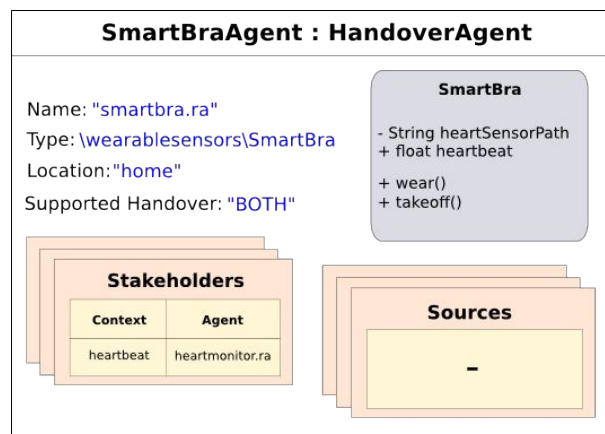 SmartBraAgent : HandoverAgent
Name: "smartbra.ra"
Type: \wearablesensors\SmartBra
Location:"home"
Supported Handover: "BOTH"
SmartBra
- String heartSensorPath
+ float heartbeat
+ wear()
+ takeoff()
Stakeholders
Context Agent
heartbeat heartmonitor.ra
Sources
–